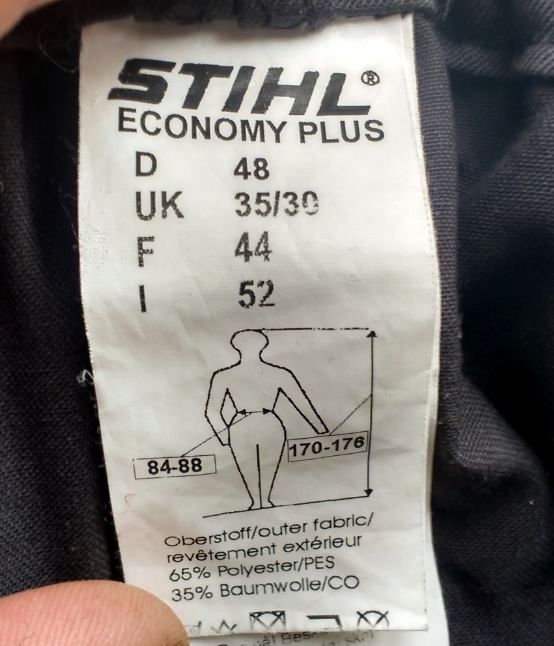 STIHL®
ECONOMY PLUS
D 48
UK 35/30
F 44
I 52
170-176
84-88
Oberstoff/outer fabric/
revêtement extérieur
65% Polyester/PES
35% Baumwolle/CO